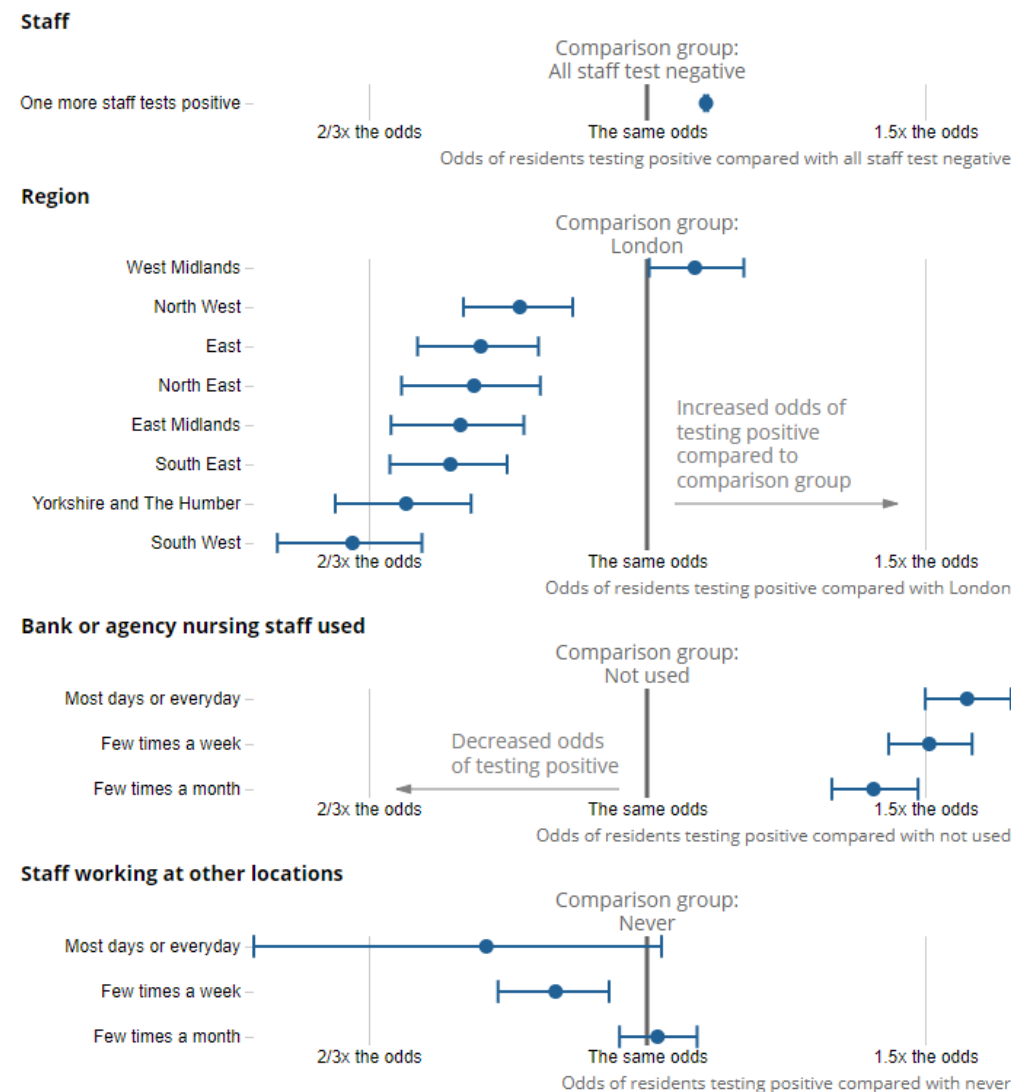 Staff
Comparison group:
All staff test negative
One more staff tests positive
2/3x the odds The same odds 1.5x the odds
Odds of residents testing positive compared with all staff test negative
Region
Comparison group:
London
West Midlands
North West
East
North East
East Midlands
South East
Yorkshire and The Humber
South West
Increased odds of
testing positive
compared to
comparison group
2/3x the odds The same odds 1.5x the odds
Odds of residents testing positive compared with London
Bank or agency nursing staff used
Comparison group:
Not used
Most days or everyday
Few times a week
Few times a month
Decreased odds
of testing positive
2/3x the odds The same odds 1.5x the odds
Odds of residents testing positive compared with not used
Staff working at other locations
Comparison group:
Never
Most days or everyday
Few times a week
Few times a month
2/3x the odds The same odds 1.5x the odds
Odds of residents testing positive compared with never